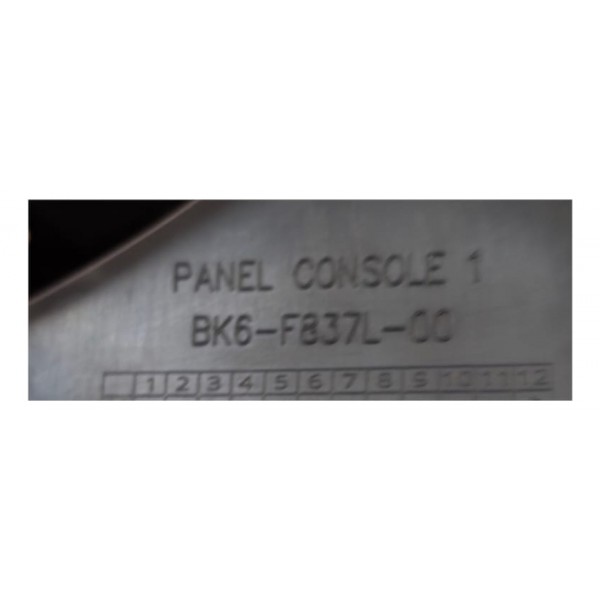 PANEL CONSOLE 1
BK6-F837L-00
1 2 3 4 5 6 7 8 9 10 11 12